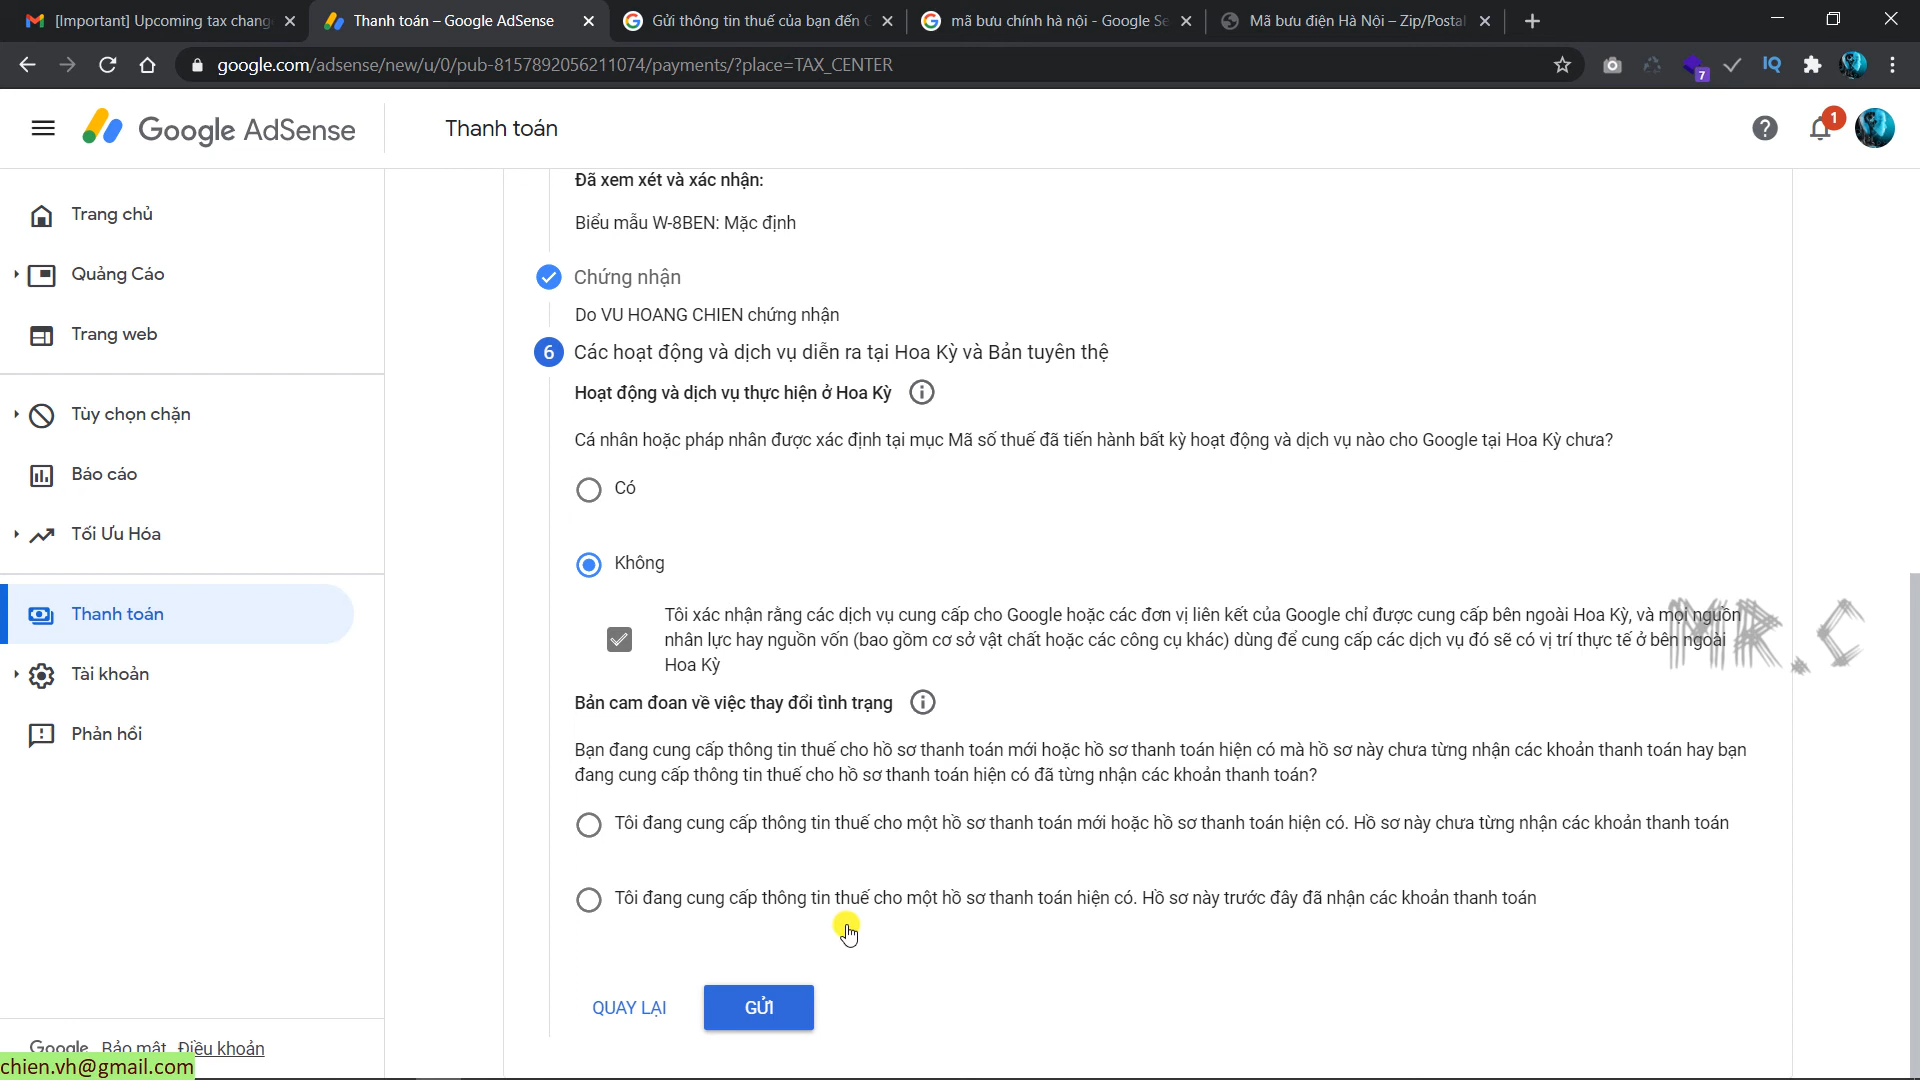 [Important] Upcoming tax chang
Thanh toán – Google AdSense
Gửi thông tin thuế của bạn đến G
mã bưu chính hà nội - Google Se
Mã bưu điện Hà Nội – Zip/Postal
google.com/adsense/new/u/0/pub-8157892056211074/payments/?place=TAX_CENTER
7
IQ
Google AdSense
Thanh toán
1
Trang chủ
Quảng Cáo
Trang web
Tùy chọn chặn
Báo cáo
Tối Ưu Hóa
Thanh toán
Tài khoản
Phản hồi
Google Bảo mật Điều khoản
chien.vh@gmail.com
Đã xem xét và xác nhận:
Biểu mẫu W-8BEN: Mặc định
Chứng nhận
Do VU HOANG CHIEN chứng nhận
6 Các hoạt động và dịch vụ diễn ra tại Hoa Kỳ và Bản tuyên thệ
Hoạt động và dịch vụ thực hiện ở Hoa Kỳ
Cá nhân hoặc pháp nhân được xác định tại mục Mã số thuế đã tiến hành bất kỳ hoạt động và dịch vụ nào cho Google tại Hoa Kỳ chưa?
Có
Không
Tôi xác nhận rằng các dịch vụ cung cấp cho Google hoặc các đơn vị liên kết của Google chỉ được cung cấp bên ngoài Hoa Kỳ, và mọi nguồn
nhân lực hay nguồn vốn (bao gồm cơ sở vật chất hoặc các công cụ khác) dùng để cung cấp các dịch vụ đó sẽ có vị trí thực tế ở bên ngoài
Hoa Kỳ
MR.C
Bản cam đoan về việc thay đổi tình trạng
Bạn đang cung cấp thông tin thuế cho hồ sơ thanh toán mới hoặc hồ sơ thanh toán hiện có mà hồ sơ này chưa từng nhận các khoản thanh toán hay bạn
đang cung cấp thông tin thuế cho hồ sơ thanh toán hiện có đã từng nhận các khoản thanh toán?
Tôi đang cung cấp thông tin thuế cho một hồ sơ thanh toán mới hoặc hồ sơ thanh toán hiện có. Hồ sơ này chưa từng nhận các khoản thanh toán
Tôi đang cung cấp thông tin thuế cho một hồ sơ thanh toán hiện có. Hồ sơ này trước đây đã nhận các khoản thanh toán
QUAY LẠI
GỬI